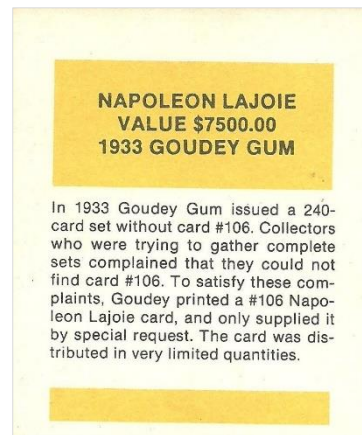 NAPOLEON LAJOIE
VALUE $7500.00
1933 GOUDEY GUM
In 1933 Goudey Gum issued a 240-
card set without card #106. Collectors
who were trying to gather complete
sets complained that they could not
find card #106. To satisfy these com-
plaints, Goudey printed a #106 Napo-
leon Lajoie card, and only supplied it
by special request. The card was dis-
tributed in very limited quantities.